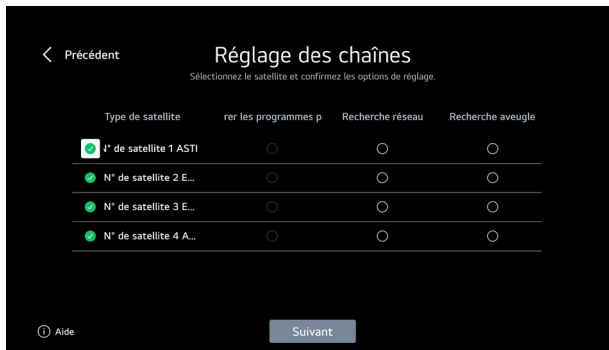 Précédent
Réglage des chaînes
Sélectionnez le satellite et confirmez les options de réglage.
Type de satellite rer les programmes p Recherche réseau Recherche aveugle
N° de satellite 1 ASTI
N° de satellite 2 E...
N° de satellite 3 E...
N° de satellite 4 A...
Aide
Suivant